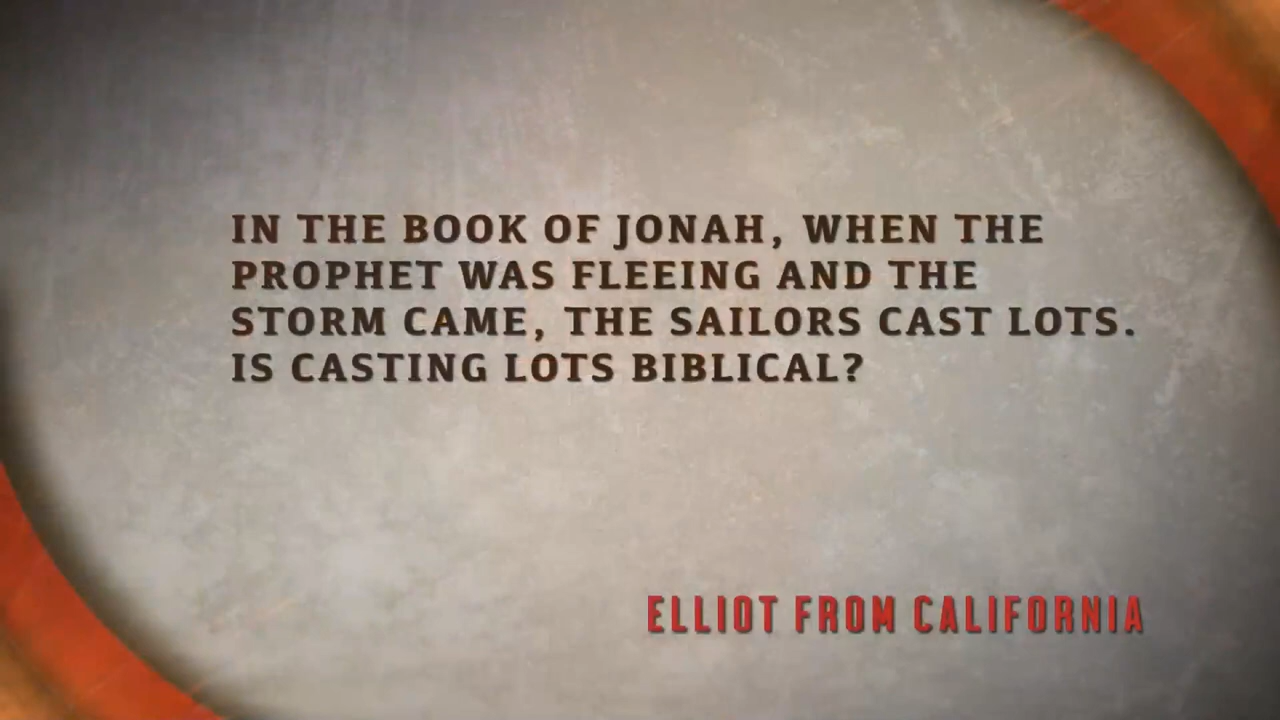 IN THE BOOK OF JONAH, WHEN THE
PROPHET WAS FLEEING AND THE
STORM CAME, THE SAILORS CAST LOTS.
IS CASTING LOTS BIBLICAL?
ELLIOT FROM CALIFORNIA